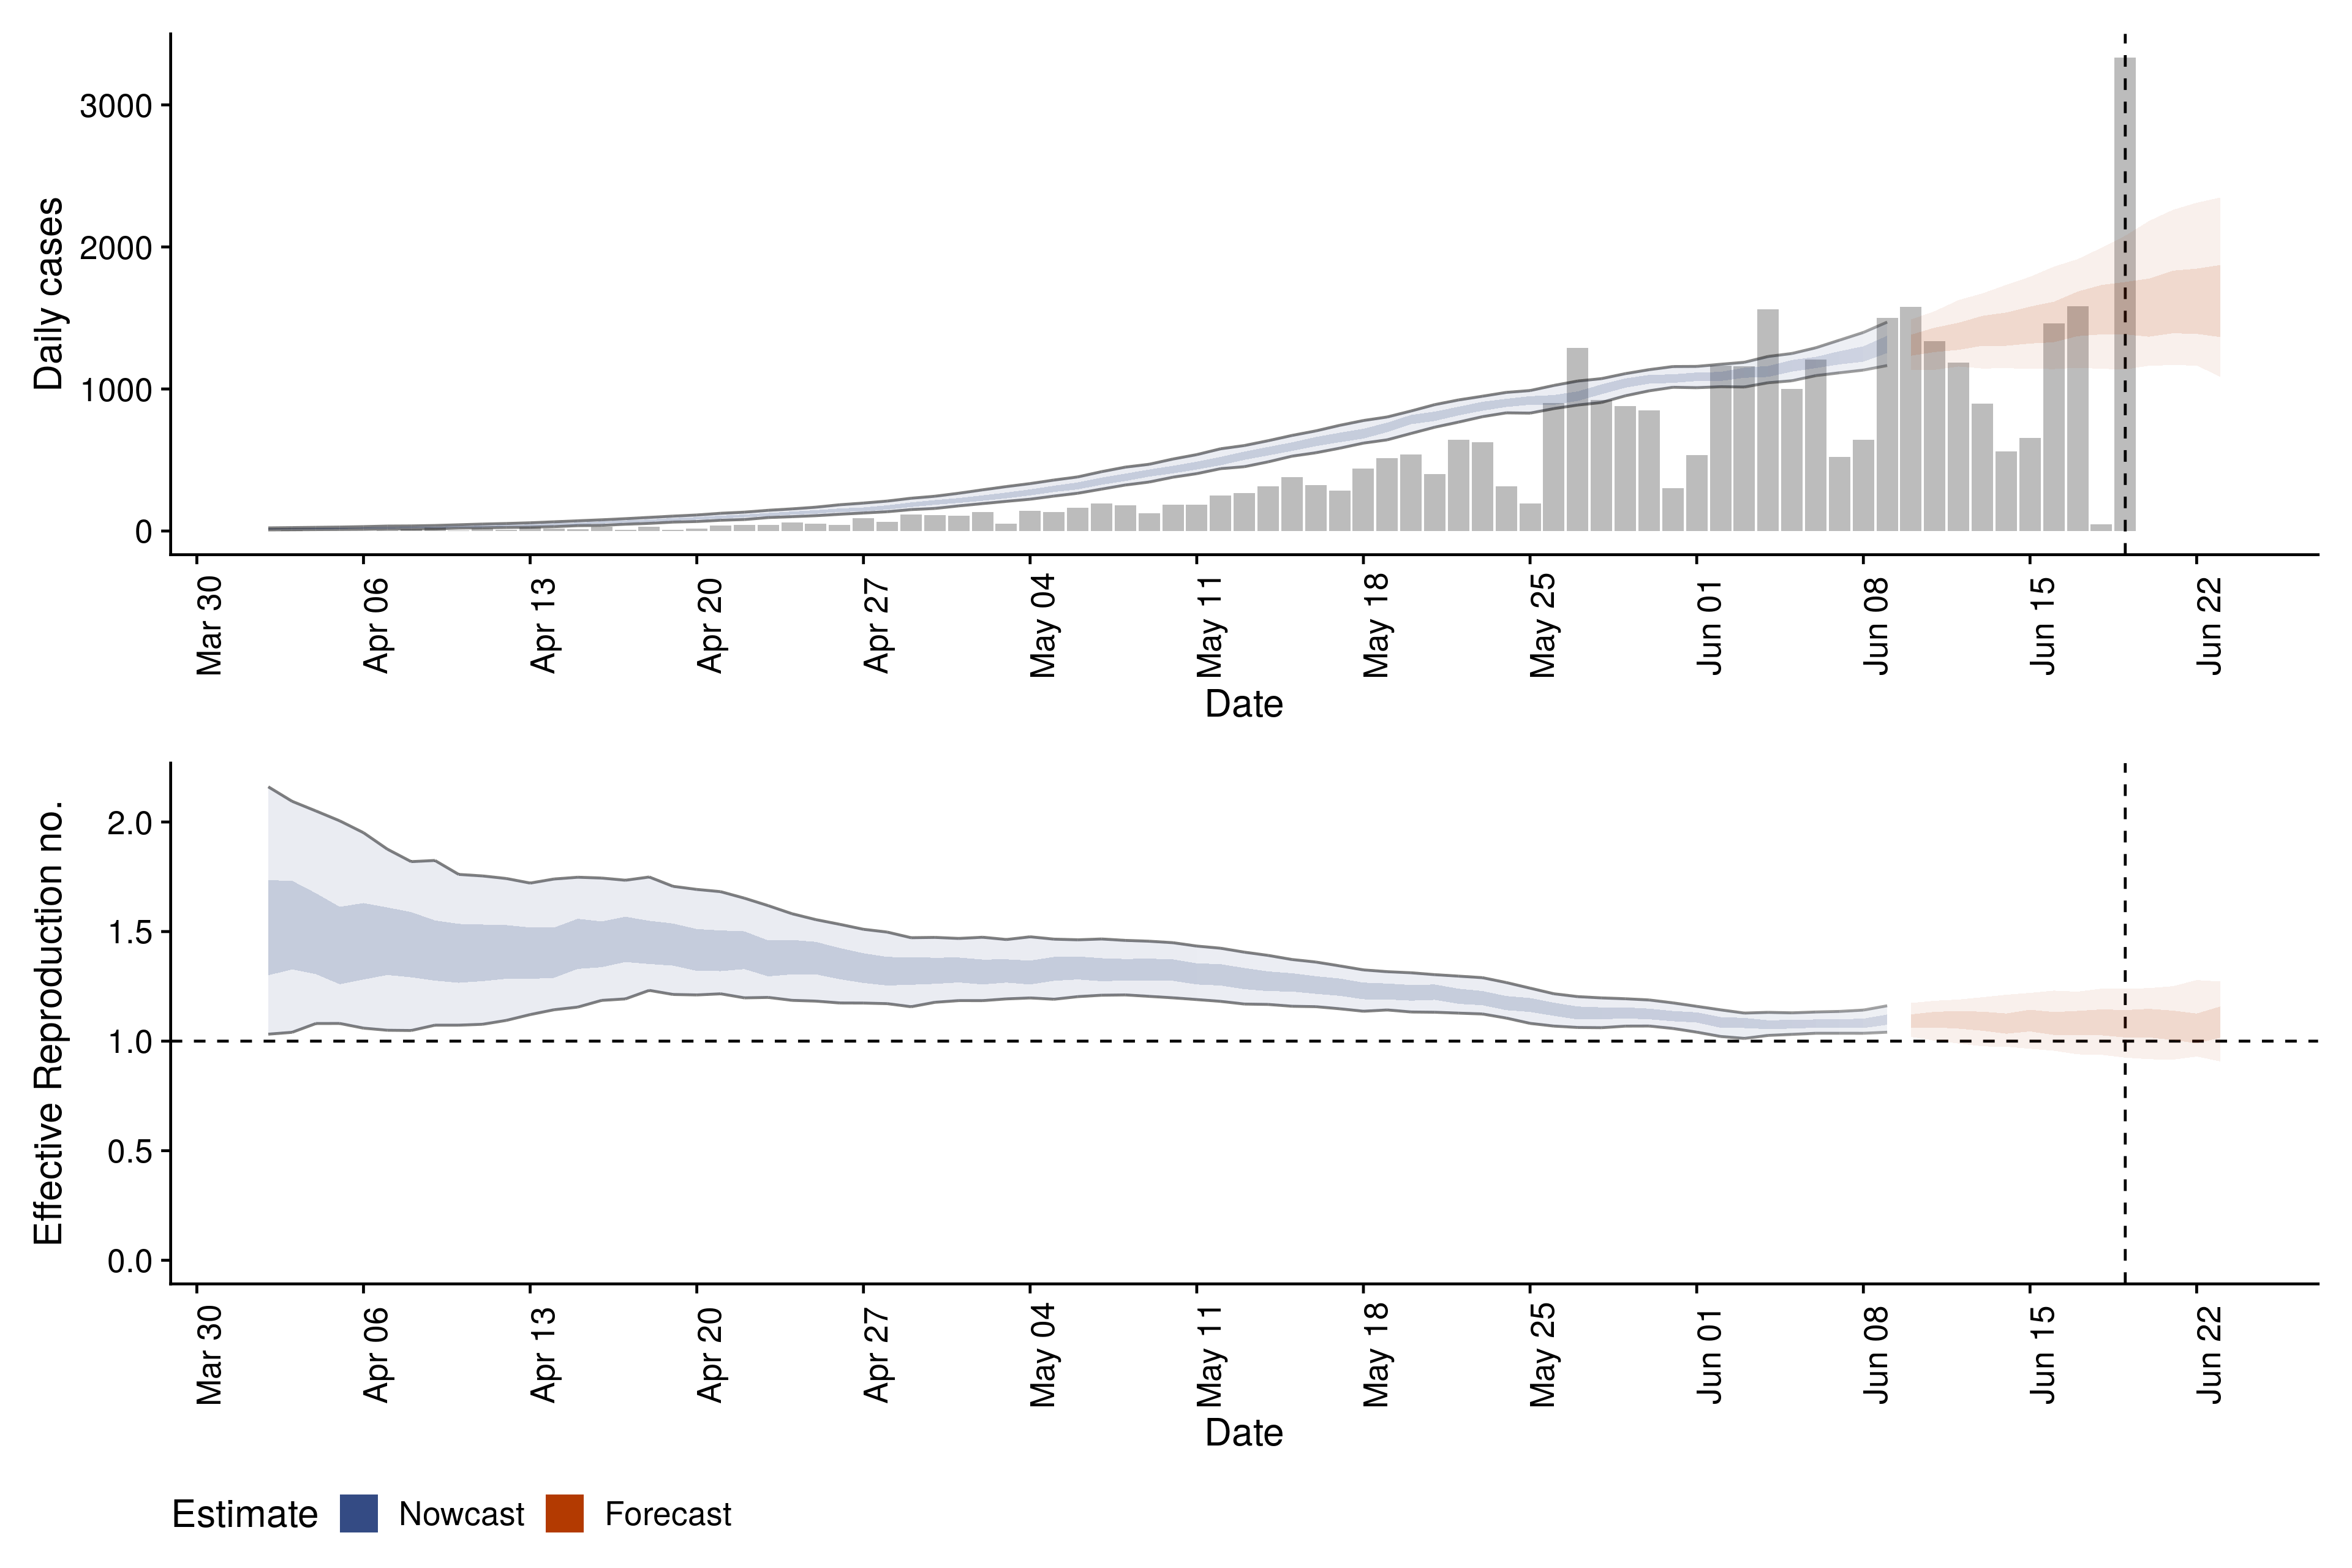 3000
2000
1000
0
Daily cases
Mar 30
Apr 06
Apr 13
Apr 20
Apr 27
May 04
May 11
May 18
May 25
Jun 01
Jun 08
Jun 15
Jun 22
Date
2.0
1.5
1.0
0.5
0.0
Effective Reproduction no.
Mar 30
Apr 06
Apr 13
Apr 20
Apr 27
May 04
May 11
May 18
May 25
Jun 01
Jun 08
Jun 15
Jun 22
Date
Estimate Nowcast Forecast